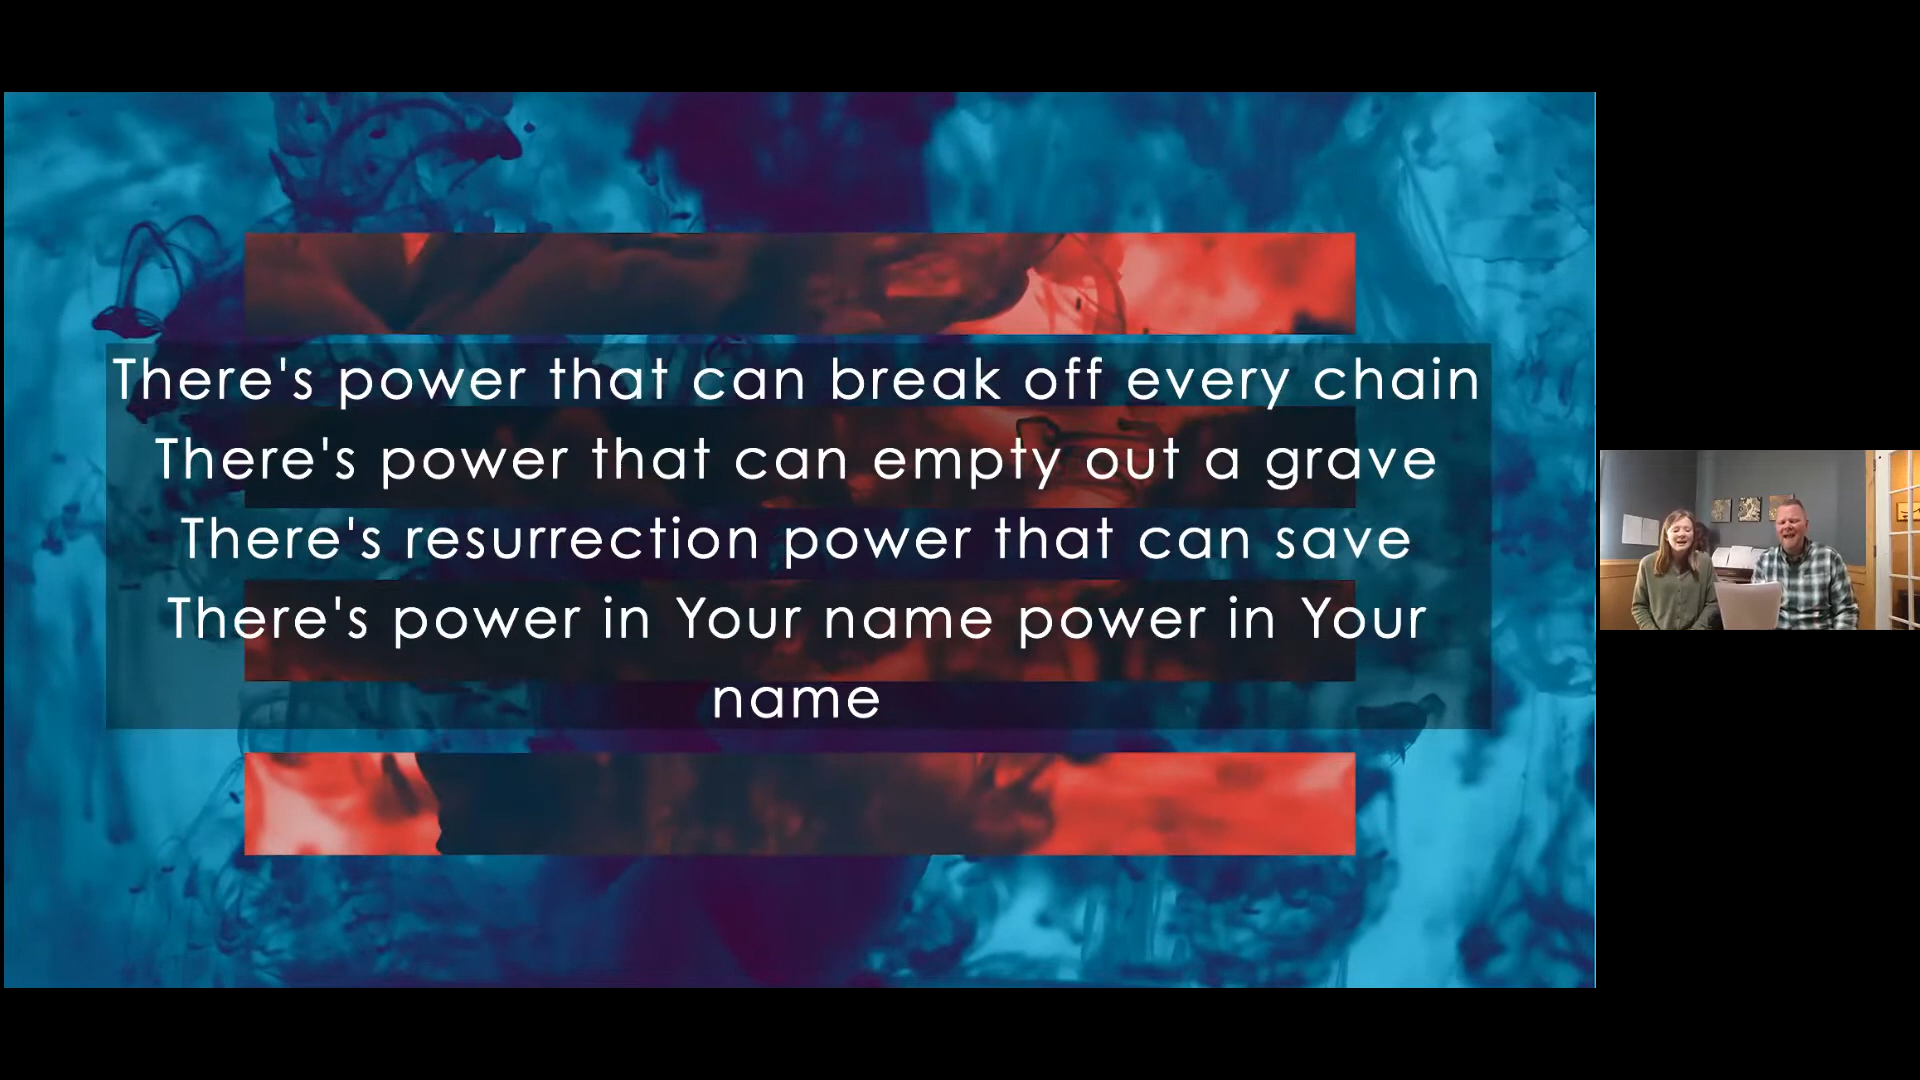 There's power that can break off every chain
There's power that can empty out a grave
There's resurrection power that can save
There's power in Your name power in Your
name